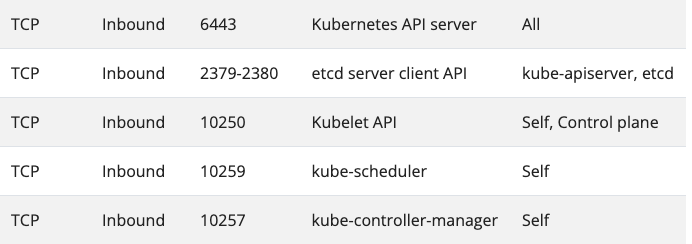 TCP Inbound 6443 Kubernetes API server All
TCP Inbound 2379-2380 etcd server client API kube-apiserver, etcd
TCP Inbound 10250 Kubelet API Self, Control plane
TCP Inbound 10259 kube-scheduler Self
TCP Inbound 10257 kube-controller-manager Self